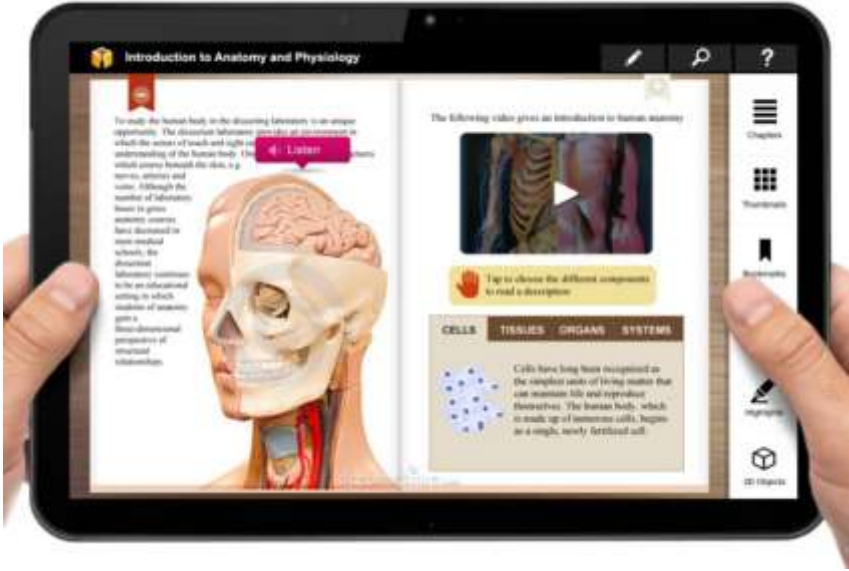 Introduction to Anatomy and Physiology
?
To study the human body in the dissecting laboratory is an unique
opportunity. The dissection laboratory provides an environment in
which the senses of touch and sight
understanding of the human body.
which course beneath the skin, e.g.
nerves, arteries and
veins. Although the
number of laboratory
hours in gross
anatomy courses
have decreased in
most medical
schools, the
dissection
laboratory continues
to be an educational
setting in which
students of anatomy
gain a
three-dimensional
perspective of
structural
relationships.
Listen
The following video gives an introduction to human anatomy
Tap to choose the different components
to read a description
CELLS TISSUES ORGANS SYSTEMS
Cells have long been recognized as
the simplest units of living matter that
can maintain life and reproduce
themselves. The human body, which
is made up of numerous cells, begins
as a single, newly fertilized cell.
Chapters
Thumbnails
Bookmarks
Highlights
3D Objects